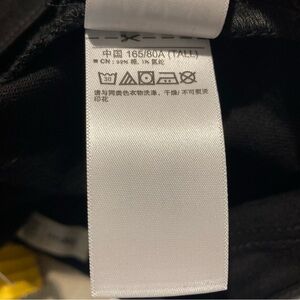 中国 165/80A (TALL)
CN : 99% 棉, 1% 氨纶
30
请与同类色衣物洗涤, 干燥/ 不可熨烫
印花